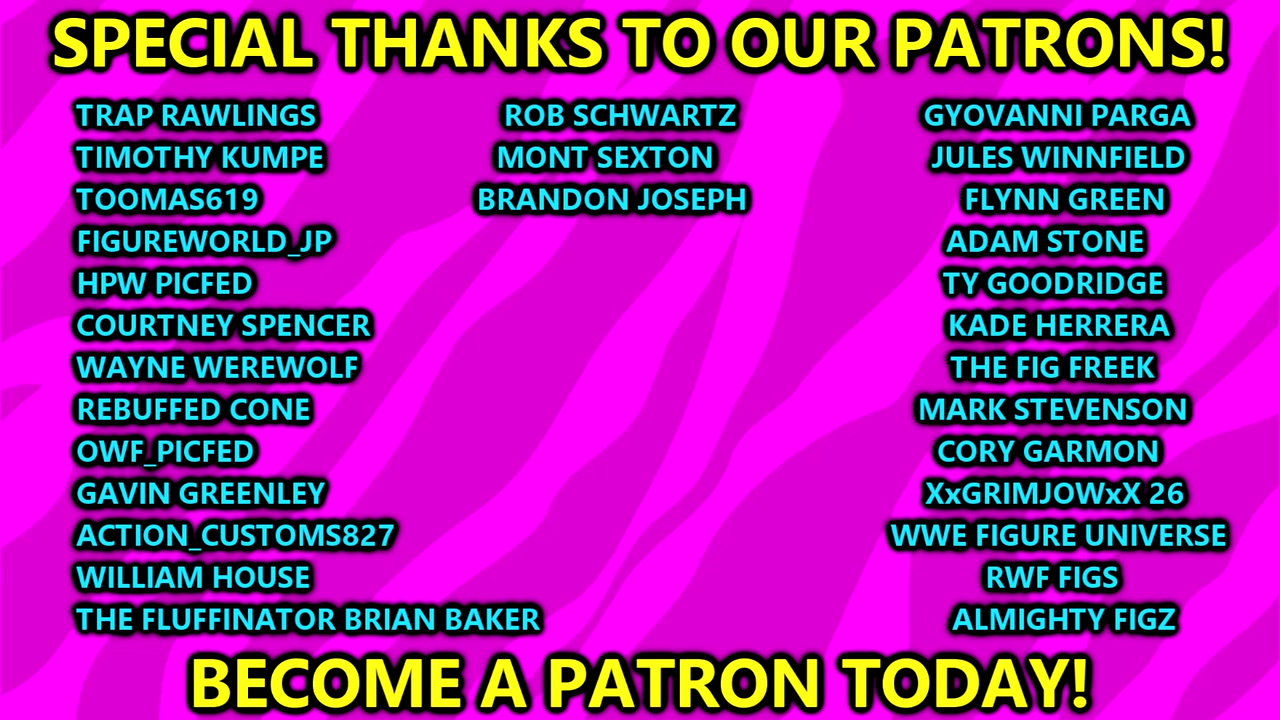 SPECIAL THANKS TO OUR PATRONS!
TRAP RAWLINGS
TIMOTHY KUMPE
TOOMAS619
FIGUREWORLD_JP
HPW PICFED
COURTNEY SPENCER
WAYNE WEREWOLF
REBUFFED CONE
OWF_PICFED
GAVIN GREENLEY
ACTION_CUSTOMS827
WILLIAM HOUSE
THE FLUFFINATOR BRIAN BAKER
ROB SCHWARTZ
MONT SEXTON
BRANDON JOSEPH
GYOVANNI PARGA
JULES WINNFIELD
FLYNN GREEN
ADAM STONE
TY GOODRIDGE
KADE HERRERA
THE FIG FREEK
MARK STEVENSON
CORY GARMON
XxGRIMJOWxX 26
WWE FIGURE UNIVERSE
RWF FIGS
ALMIGHTY FIGZ
BECOME A PATRON TODAY!